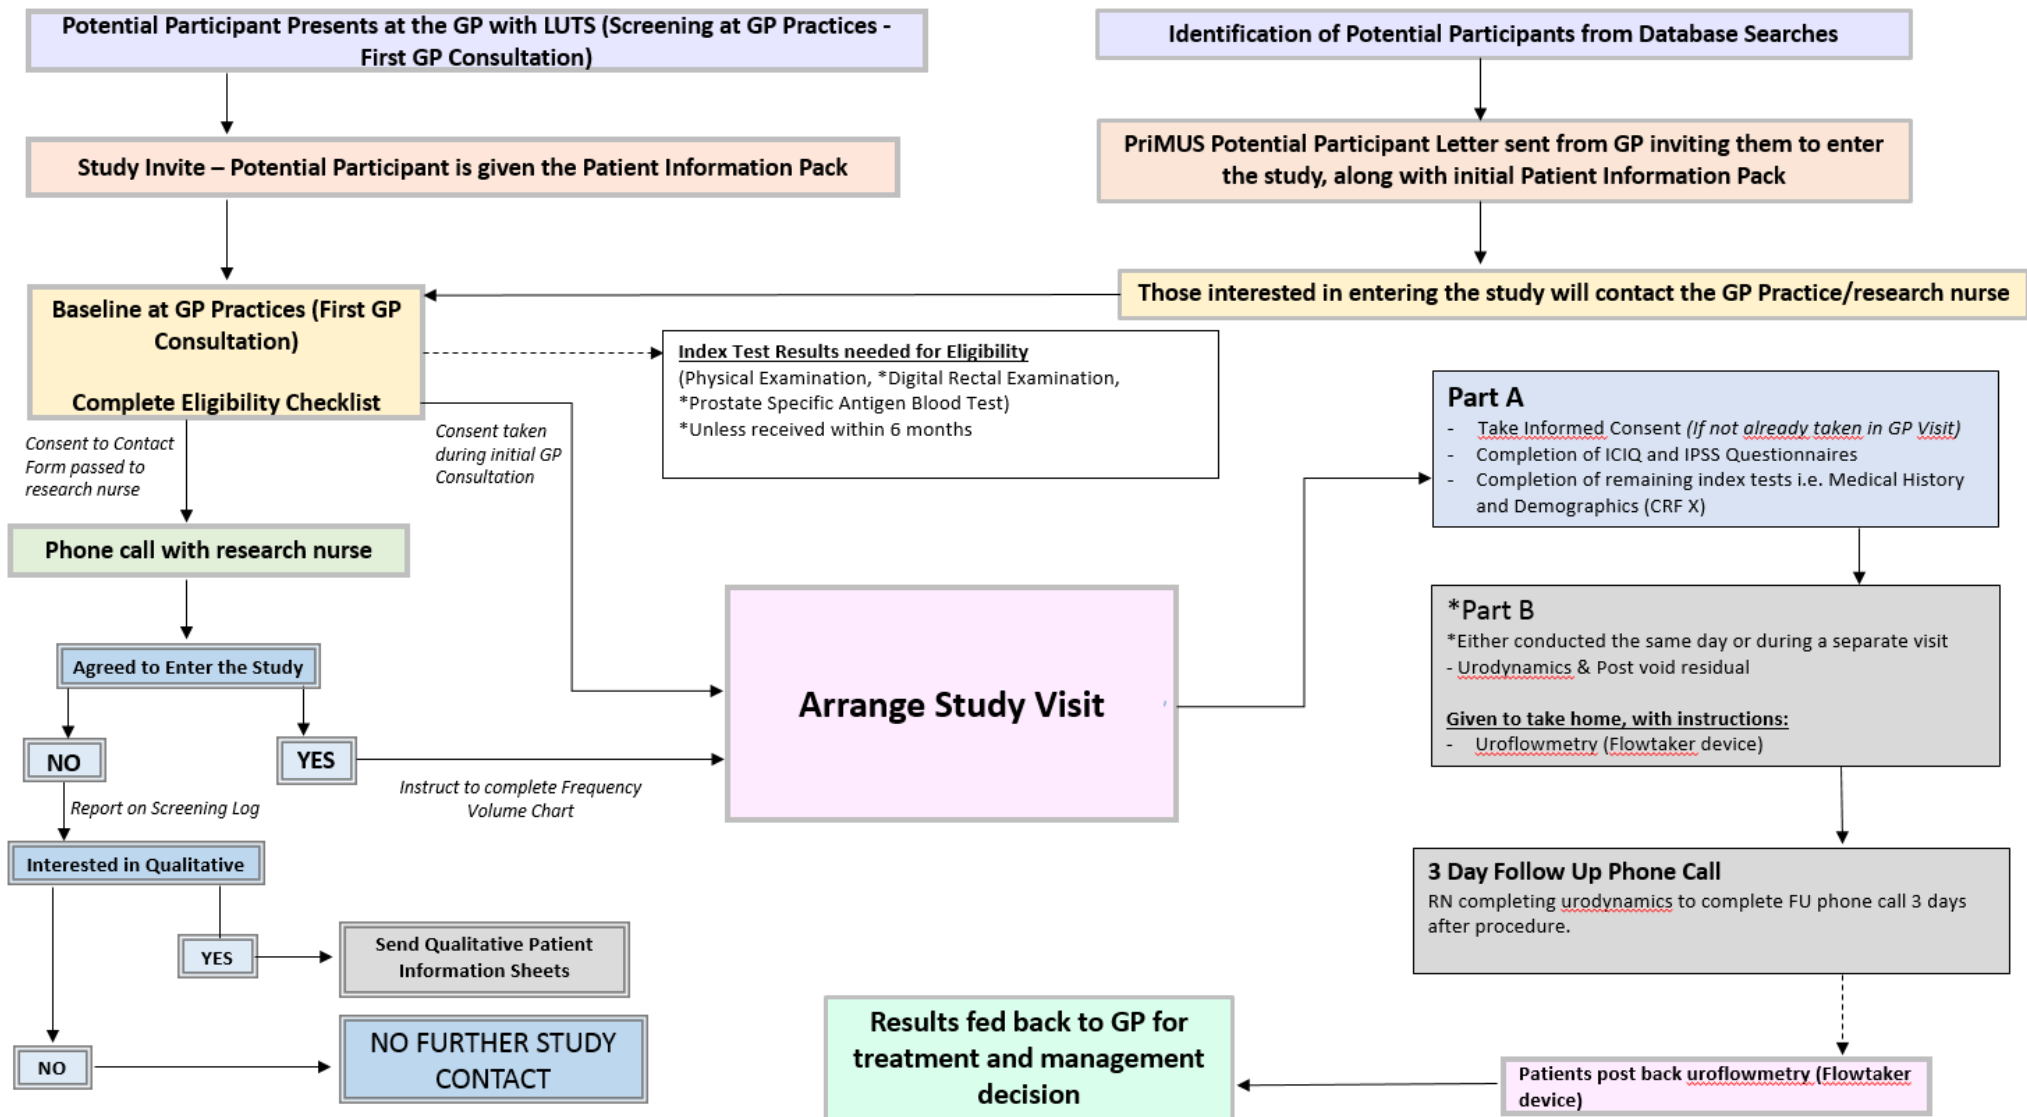 Potential Participant Presents at the GP with LUTS (Screening at GP Practices -
First GP Consultation)
Identification of Potential Participants from Database Searches
Study Invite – Potential Participant is given the Patient Information Pack
PriMUS Potential Participant Letter sent from GP inviting them to enter
the study, along with initial Patient Information Pack
Those interested in entering the study will contact the GP Practice/research nurse
Baseline at GP Practices (First GP
Consultation)
Complete Eligibility Checklist
Index Test Results needed for Eligibility
(Physical Examination, *Digital Rectal Examination,
*Prostate Specific Antigen Blood Test)
*Unless received within 6 months
Consent to Contact
Form passed to
research nurse
Consent taken
during initial GP
Consultation
Part A
- Take Informed Consent (If not already taken in GP Visit)
- Completion of ICIQ and IPSS Questionnaires
- Completion of remaining index tests i.e. Medical History
and Demographics (CRF X)
Phone call with research nurse
Agreed to Enter the Study
NO
YES
Instruct to complete Frequency
Volume Chart
Arrange Study Visit
*Part B
*Either conducted the same day or during a separate visit
- Urodynamics & Post void residual
Given to take home, with instructions:
- Uroflowmetry (Flowtaker device)
Report on Screening Log
Interested in Qualitative
YES
Send Qualitative Patient
Information Sheets
NO
NO FURTHER STUDY
CONTACT
3 Day Follow Up Phone Call
RN completing urodynamics to complete FU phone call 3 days
after procedure.
Patients post back uroflowmetry (Flowtaker
device)
Results fed back to GP for
treatment and management
decision